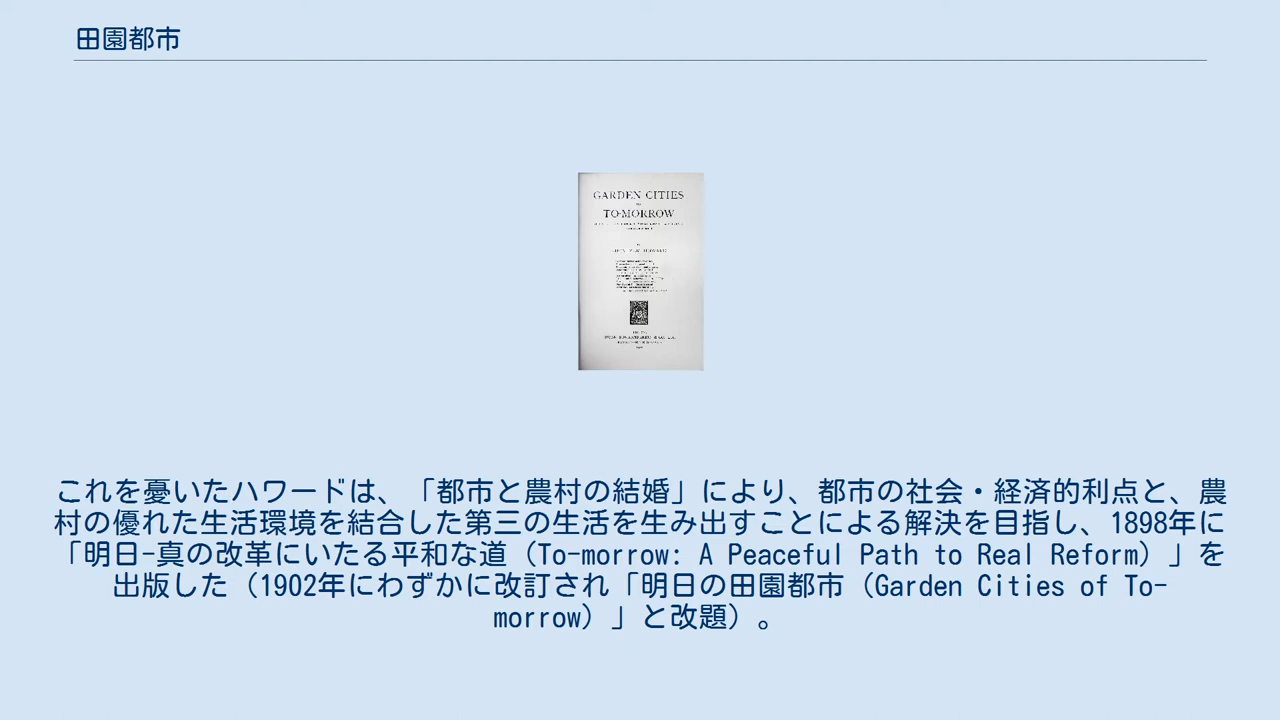 田園都市
GARDEN CITIES
TO-MORROW
これを憂いたハワードは、「都市と農村の結婚」により、都市の社会・経済的利点と、農
村の優れた生活環境を結合した第三の生活を生み出すことによる解決を目指し、1898年に
「明日-真の改革にいたる平和な道（To-morrow: A Peaceful Path to Real Reform）」を
出版した（1902年にわずかに改訂され「明日の田園都市（Garden Cities of To-
morrow）」と改題）。